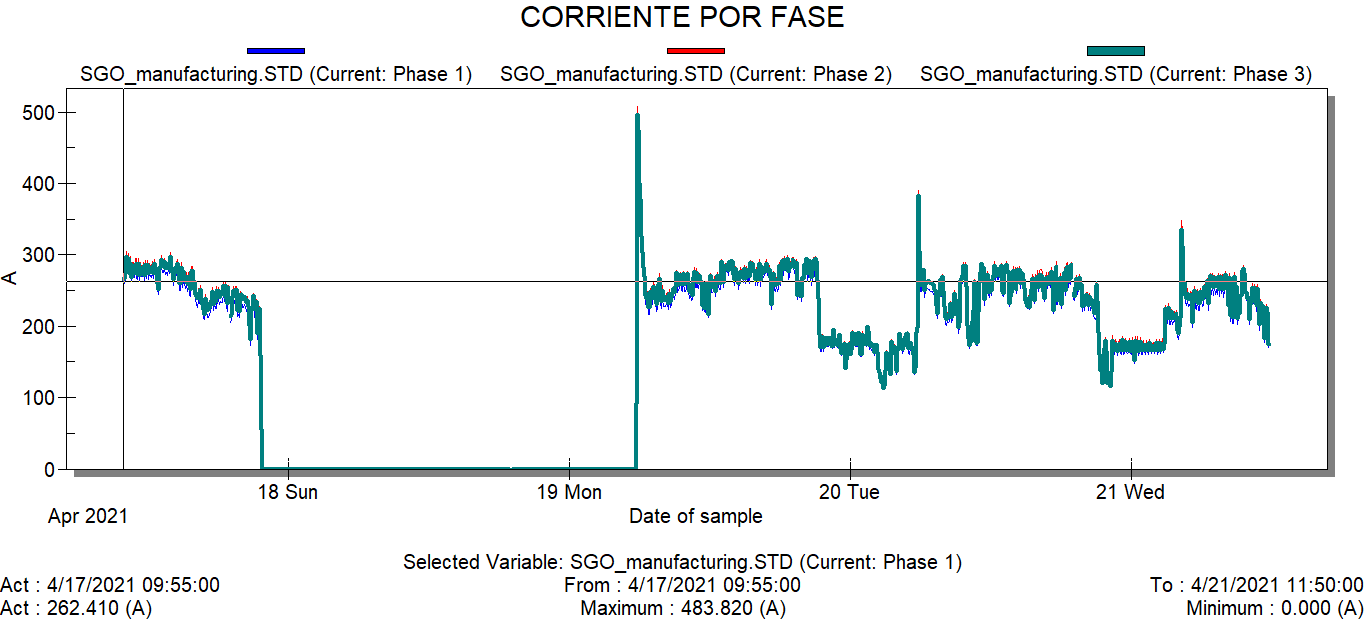 CORRIENTE POR FASE
SGO_manufacturing.STD (Current: Phase 1) SGO_manufacturing.STD (Current: Phase 2) SGO_manufacturing.STD (Current: Phase 3)
500
400
300
A
200
100
0
18 Sun 19 Mon 20 Tue 21 Wed
Apr 2021 Date of sample
Selected Variable: SGO_manufacturing.STD (Current: Phase 1)
Act : 4/17/2021 09:55:00 From : 4/17/2021 09:55:00 To : 4/21/2021 11:50:00
Act : 262.410 (A) Maximum : 483.820 (A) Minimum : 0.000 (A)